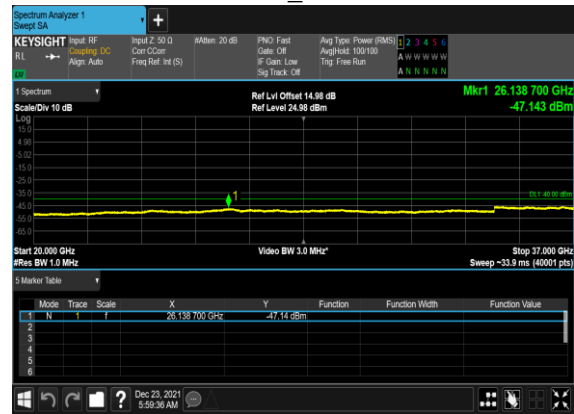 Spectrum Analyzer 1
Swept SA
KEYSIGHT Input: RF Input Z: 50 Ω #Atten: 20 dB PNO: Fast Avg Type: Power (RMS) 1 2 3 4 5 6
RL Coupling: DC Corr CCorr Gate: Off Avg|Hold: 100/100 A W W W W W
Align: Auto Freq Ref: Int (S) IF Gain: Low Trig: Free Run
Sig Track: Off A N N N N N
1 Spectrum
Ref Lvl Offset 14.98 dB Mkr1 26.138 700 GHz
Scale/Div 10 dB Ref Level 24.98 dBm -47.143 dBm
Log
15.0
4.98
-5.02
-15.0
-25.0
-35.0
1
DL1 -40.00 dBm
-45.0
-55.0
-65.0
Start 20.000 GHz Video BW 3.0 MHz* Stop 37.000 GHz
#Res BW 1.0 MHz Sweep ~33.9 ms (40001 pts)
5 Marker Table
Mode Trace Scale X Y Function Function Width Function Value
1 N 1 f 26.138 700 GHz -47.14 dBm
2
3
4
5
6
? Dec 23, 2021
5:59:36 AM